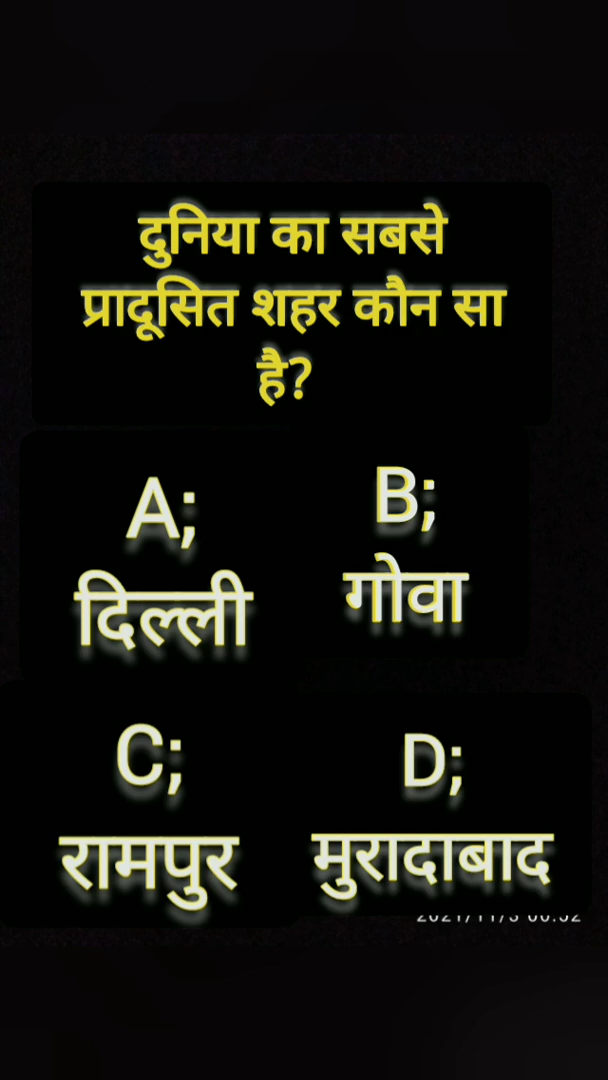 दुनिया का सबसे
प्रादूसित शहर कौन सा
है?
A;
दिल्ली
B;
गोवा
C;
रामपुर
D;
मुरादाबाद